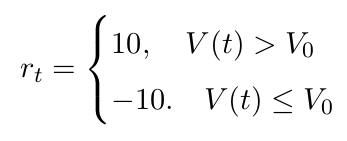 r_t = { 10, V(t) > V_0
−10. V(t) ≤ V_0